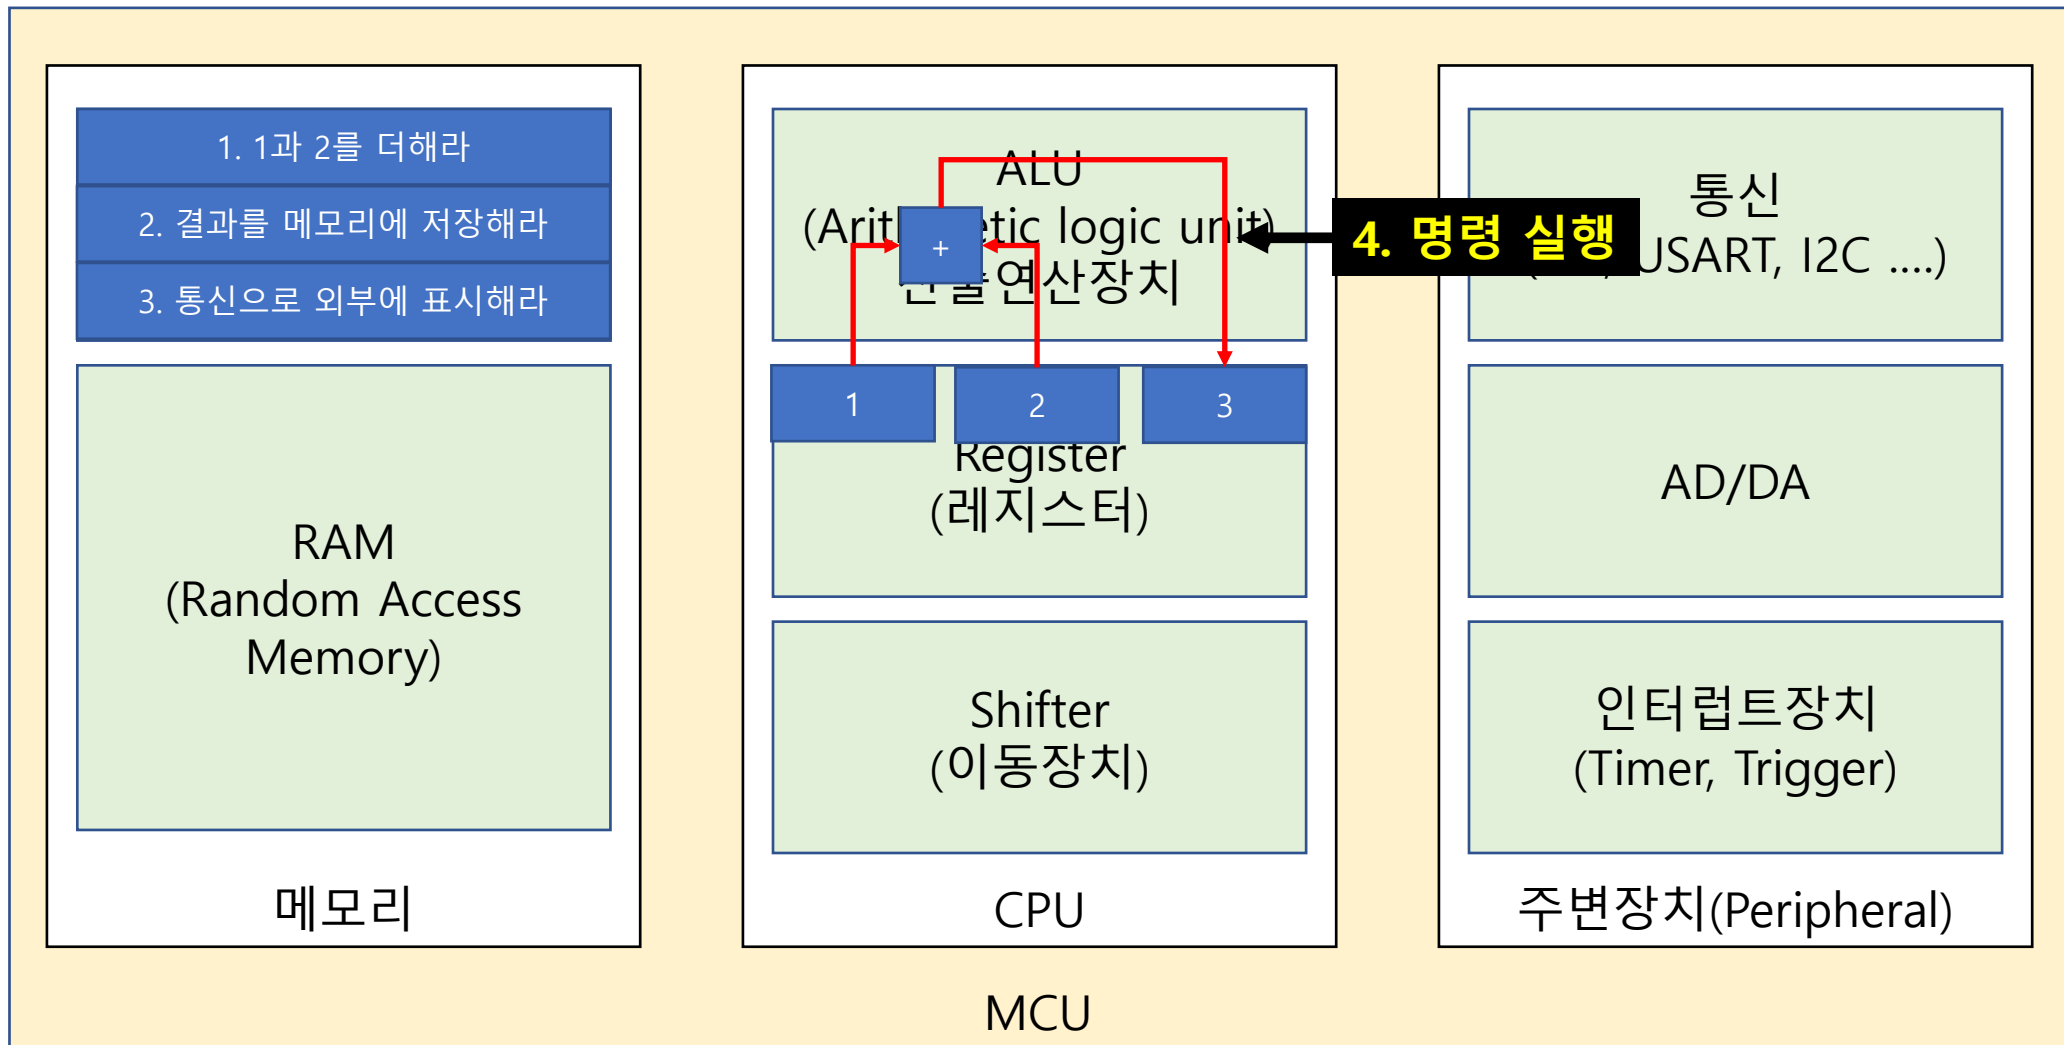 1. 1과 2를 더해라
2. 결과를 메모리에 저장해라
3. 통신으로 외부에 표시해라
RAM
(Random Access
Memory)
메모리
ALU
logic unit)
+
4. 명령 실행
1
2
3
Register
(레지스터)
Shifter
(이동장치)
CPU
통신
USART, I2C ....)
AD/DA
인터럽트장치
(Timer, Trigger)
주변장치(Peripheral)
MCU